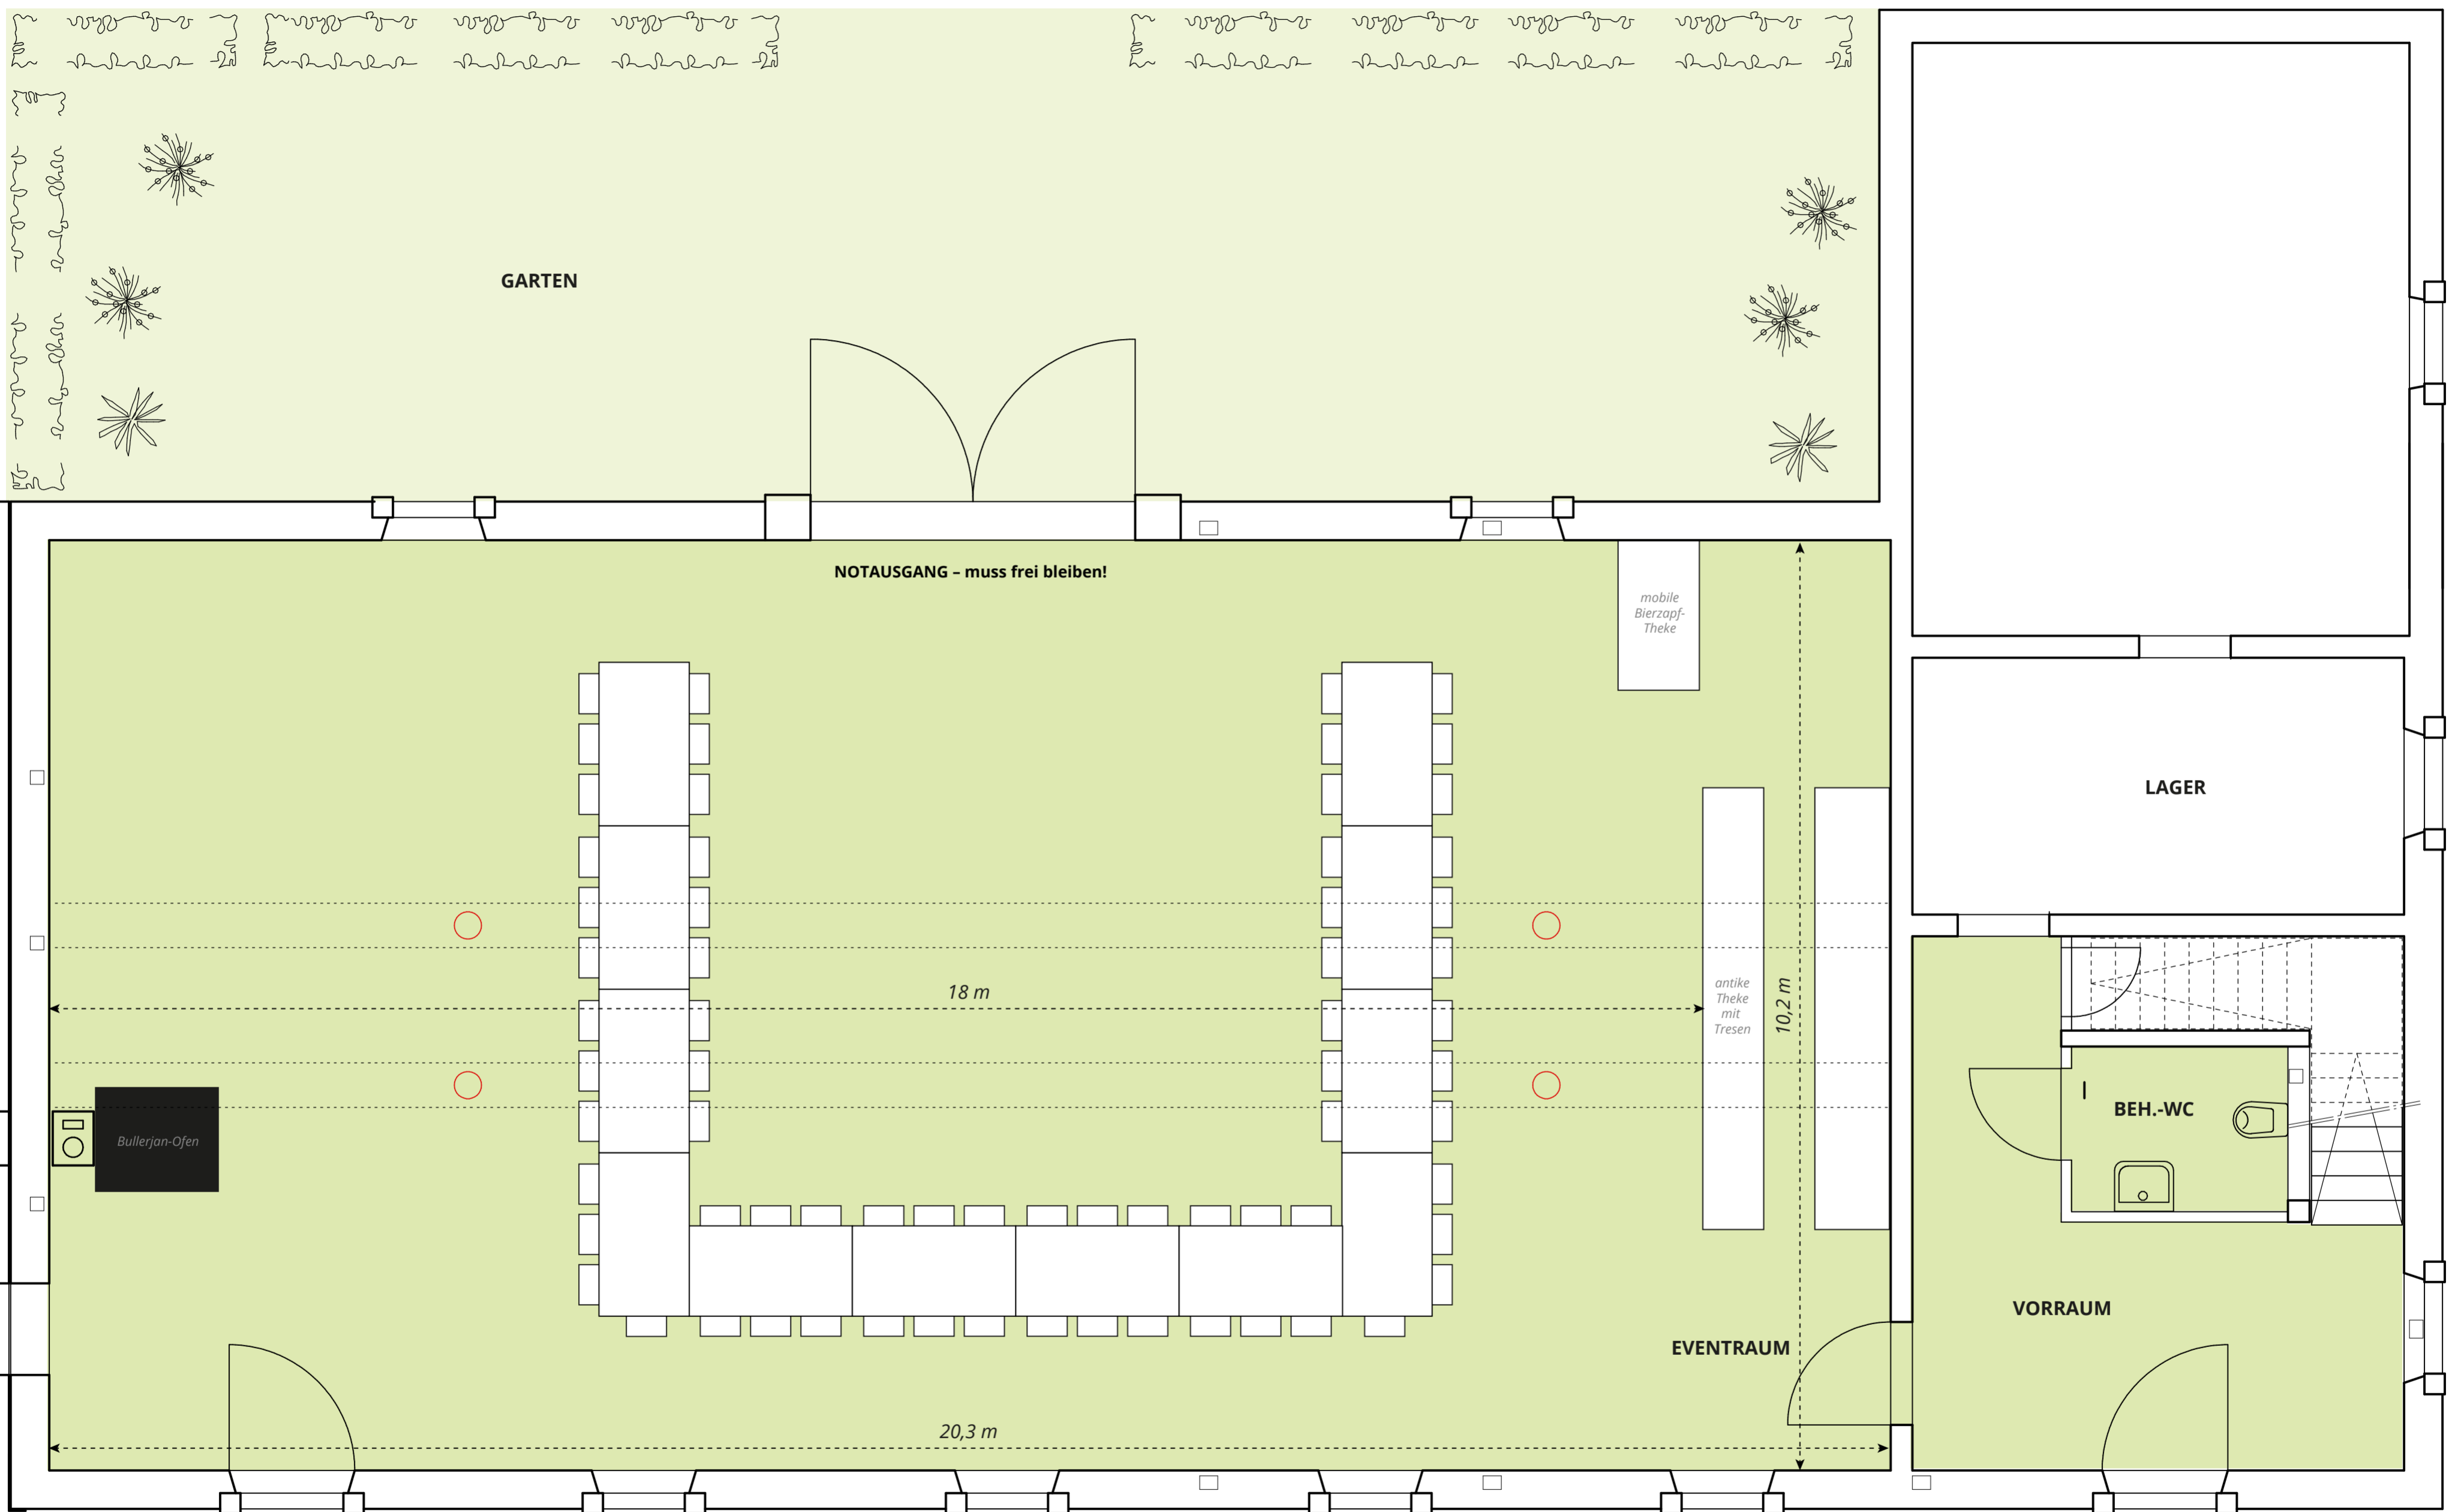 GARTEN
NOTAUSGANG – muss frei bleiben!
mobile
Bierzapf-
Theke
LAGER
18 m
antike
Theke
mit
Tresen
10,2 m
Bullerjan-Ofen
BEH.-WC
VORRAUM
EVENTRAUM
20,3 m